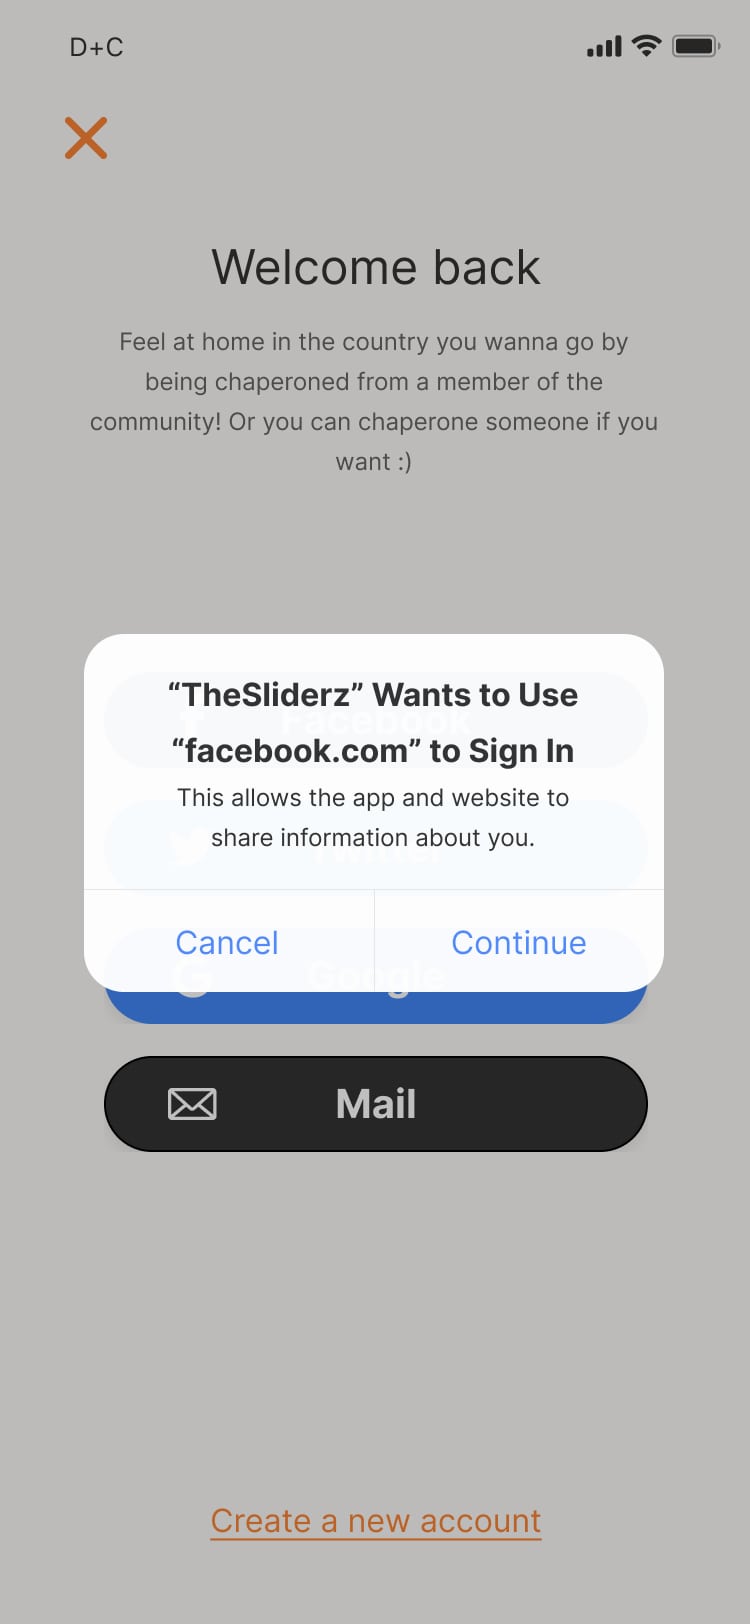 D+C
Welcome back
Feel at home in the country you wanna go by
being chaperoned from a member of the
community! Or you can chaperone someone if you
want :)
“TheSliderz” Wants to Use
Facebook
“facebook.com” to Sign In
This allows the app and website to
share information about you.
Twitter
Cancel
Continue
Google
Mail
Create a new account